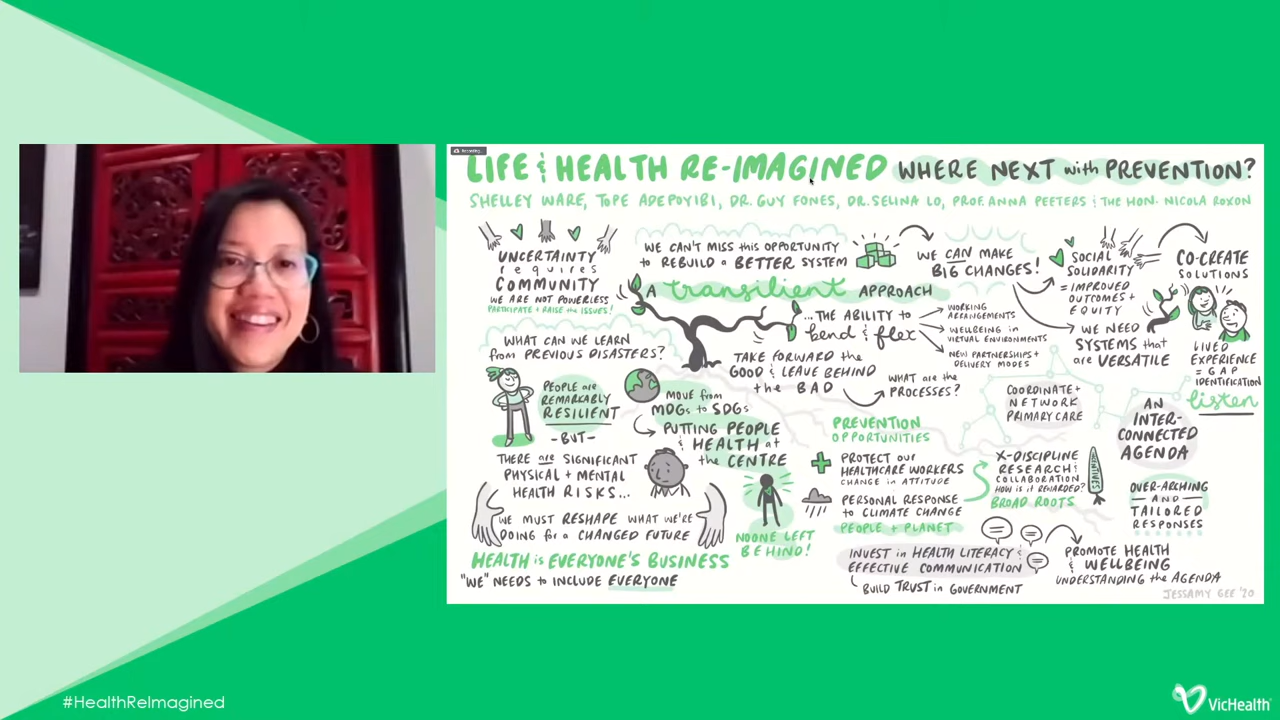 Recording...
LIFE & HEALTH RE-IMAGINED WHERE NEXT with PREVENTION?
SHELLEY WARE, TOPE ADEPOYIBI, DR. GUY FONES, DR. SELINA LO, PROF. ANNA PEETERS & THE HON. NICOLA ROXON
UNCERTAINTY
requires
COMMUNITY
WE ARE NOT POWERLESS
PARTICIPATE + RAISE the ISSUES!
WE CAN'T MISS this OPPORTUNITY
to REBUILD a BETTER SYSTEM
WE CAN MAKE
BIG CHANGES!
SOCIAL
SOLIDARITY
= IMPROVED
OUTCOMES +
EQUITY
CO-CREATE
SOLUTIONS
A transilient APPROACH
...THE ABILITY to
bend & flex
WORKING
ARRANGEMENTS
WELLBEING in
VIRTUAL ENVIRONMENTS
NEW PARTNERSHIPS +
DELIVERY MODES
WE NEED
SYSTEMS that
are VERSATILE
LIVED
EXPERIENCE
= GAP
IDENTIFICATION
listen
WHAT CAN WE LEARN
from PREVIOUS DISASTERS?
TAKE FORWARD the
GOOD & LEAVE BEHIND
the BAD
WHAT are the
PROCESSES?
COORDINATE +
NETWORK
PRIMARY CARE
AN
INTER-
CONNECTED
AGENDA
PEOPLE are
REMARKABLY
RESILIENT
-BUT-
THERE are SIGNIFICANT
PHYSICAL + MENTAL
HEALTH RISKS...
MOVE from
MDGs to SDGs
PUTTING PEOPLE
& HEALTH at
the CENTRE
PREVENTION
OPPORTUNITIES
PROTECT our
HEALTHCARE WORKERS
CHANGE in ATTITUDE
PERSONAL RESPONSE
to CLIMATE CHANGE
PEOPLE + PLANET
X-DISCIPLINE
RESEARCH &
COLLABORATION
HOW is it REWARDED?
BROAD ROOTS
INCENTIVES
OVER-ARCHING
-AND-
TAILORED
RESPONSES
WE MUST RESHAPE WHAT WE'RE
DOING for a CHANGED FUTURE
NO ONE LEFT
BEHIND!
HEALTH is EVERYONE'S BUSINESS
"WE" NEEDS to INCLUDE EVERYONE
INVEST in HEALTH LITERACY &
EFFECTIVE COMMUNICATION
BUILD TRUST in GOVERNMENT
PROMOTE HEALTH
& WELLBEING
UNDERSTANDING the AGENDA
JESSAMY GEE '20
#HealthReImagined
VicHealth